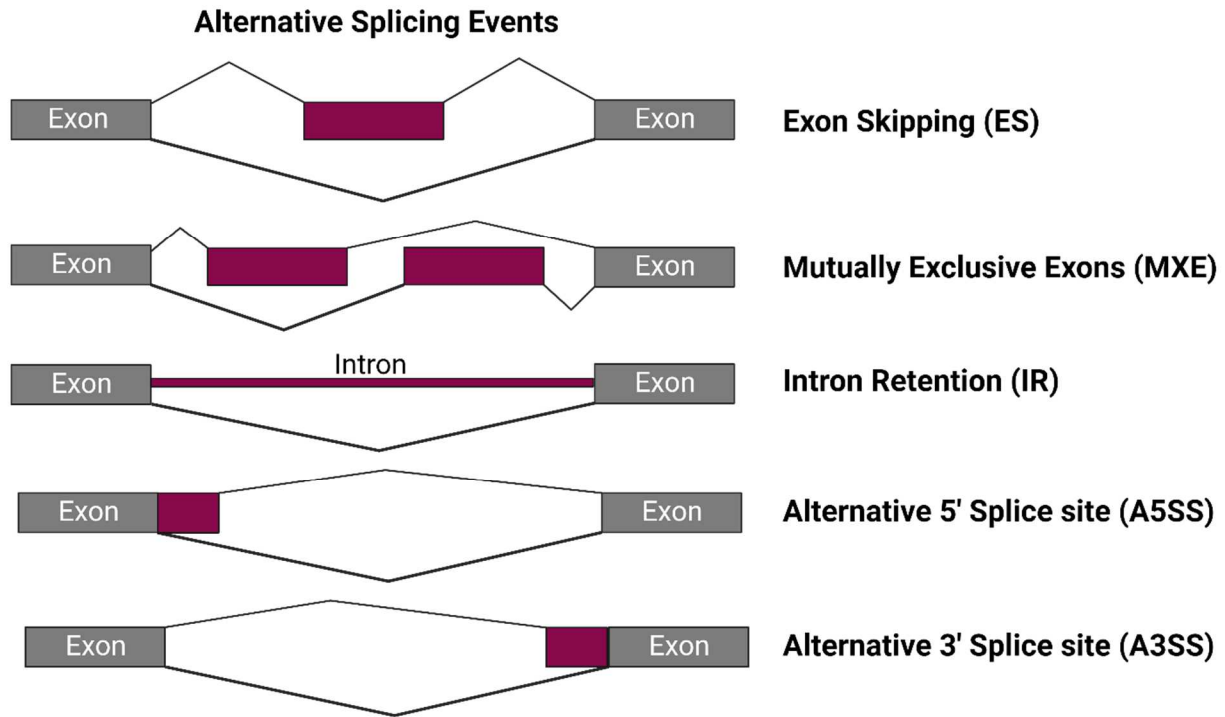 Alternative Splicing Events
Exon Exon Exon Skipping (ES)
Exon Exon Mutually Exclusive Exons (MXE)
Intron
Exon Exon Intron Retention (IR)
Exon Exon Alternative 5' Splice site (A5SS)
Exon Exon Alternative 3' Splice site (A3SS)